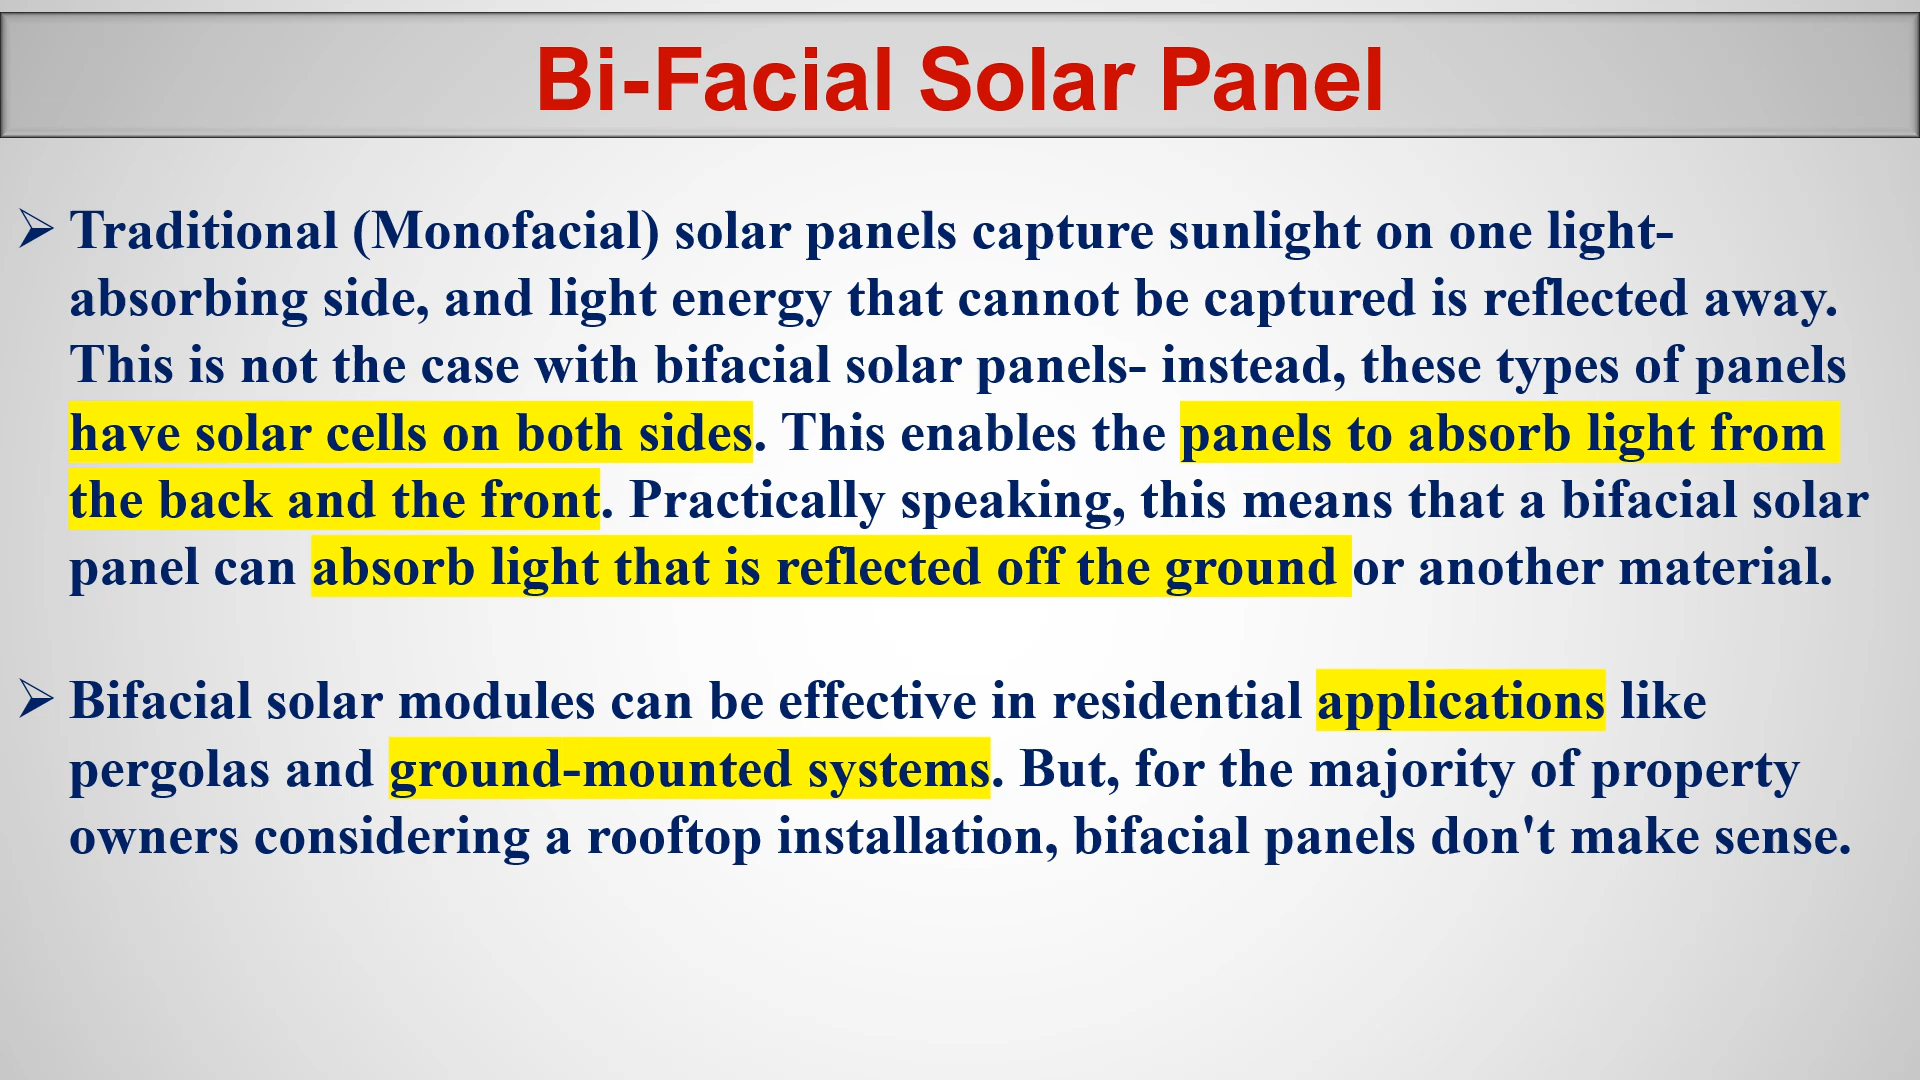 Bi-Facial Solar Panel
➢ Traditional (Monofacial) solar panels capture sunlight on one light-
absorbing side, and light energy that cannot be captured is reflected away.
This is not the case with bifacial solar panels- instead, these types of panels
have solar cells on both sides. This enables the panels to absorb light from
the back and the front. Practically speaking, this means that a bifacial solar
panel can absorb light that is reflected off the ground or another material.
➢ Bifacial solar modules can be effective in residential applications like
pergolas and ground-mounted systems. But, for the majority of property
owners considering a rooftop installation, bifacial panels don't make sense.